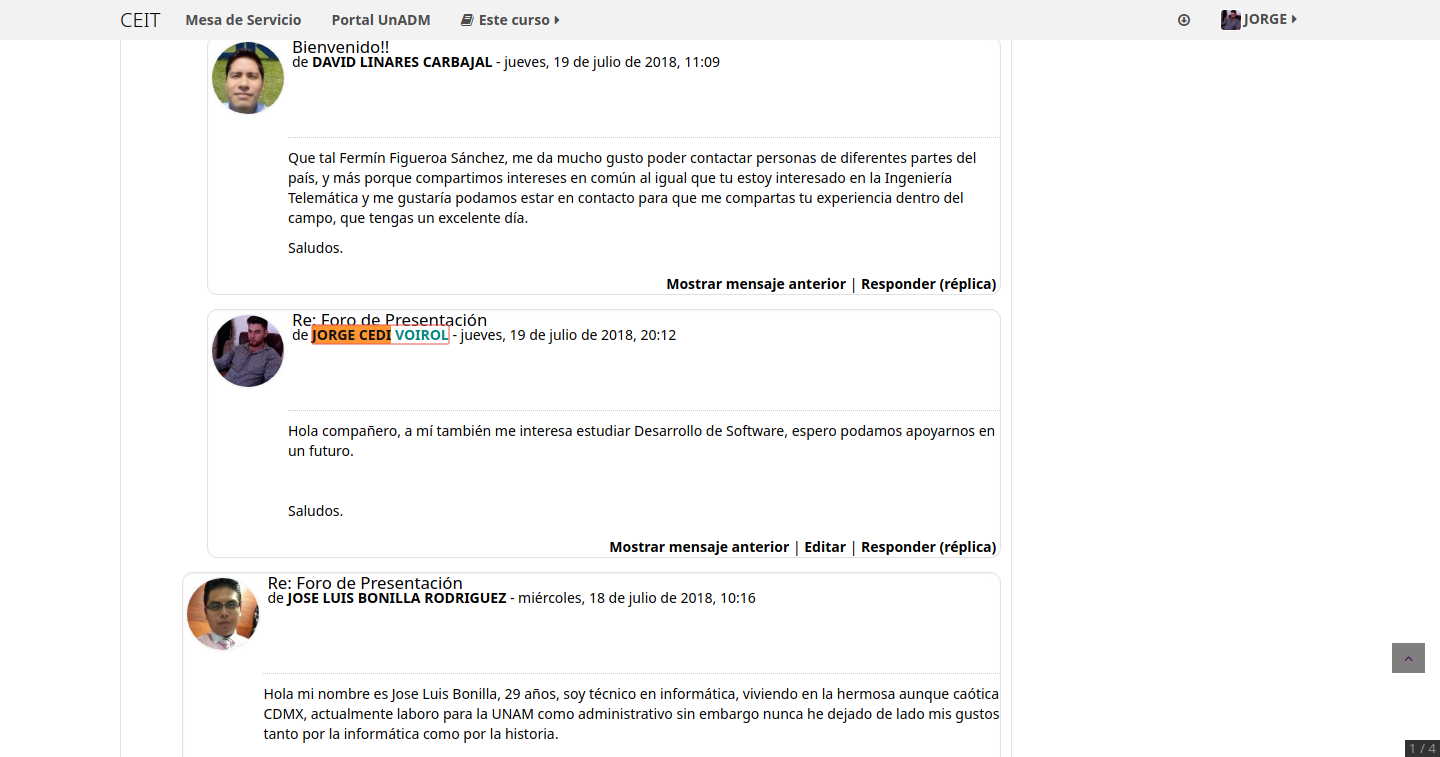 CEIT Mesa de Servicio Portal UnADM Este curso JORGE
Bienvenido!!
de DAVID LINARES CARBAJAL - jueves, 19 de julio de 2018, 11:09
Que tal Fermín Figueroa Sánchez, me da mucho gusto poder contactar personas de diferentes partes del
país, y más porque compartimos intereses en común al igual que tu estoy interesado en la Ingeniería
Telemática y me gustaría podamos estar en contacto para que me compartas tu experiencia dentro del
campo, que tengas un excelente día.
Saludos.
Mostrar mensaje anterior | Responder (réplica)
Re: Foro de Presentación
de JORGE CEDI VOIROL - jueves, 19 de julio de 2018, 20:12
Hola compañero, a mí también me interesa estudiar Desarrollo de Software, espero podamos apoyarnos en
un futuro.
Saludos.
Mostrar mensaje anterior | Editar | Responder (réplica)
Re: Foro de Presentación
de JOSE LUIS BONILLA RODRIGUEZ - miércoles, 18 de julio de 2018, 10:16
Hola mi nombre es Jose Luis Bonilla, 29 años, soy técnico en informática, viviendo en la hermosa aunque caótica
CDMX, actualmente laboro para la UNAM como administrativo sin embargo nunca he dejado de lado mis gustos
tanto por la informática como por la historia.
1 / 4